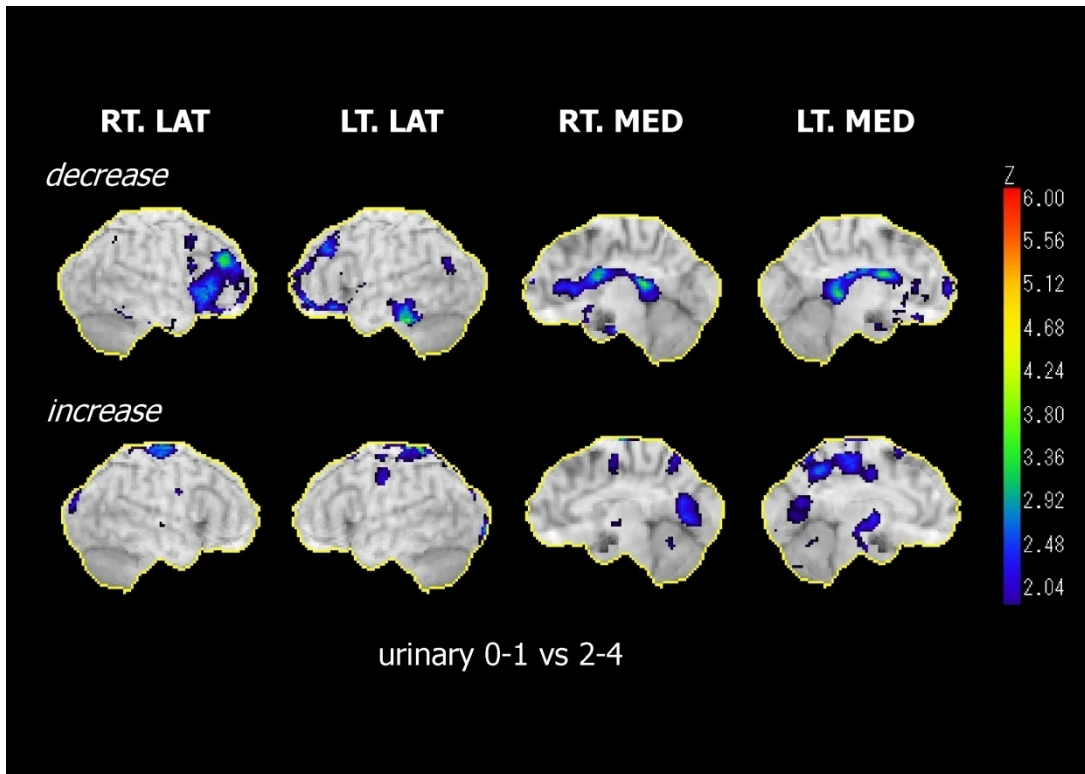 RT. LAT LT. LAT RT. MED LT. MED
decrease
Z
6.00
5.56
5.12
4.68
4.24
3.80
3.36
2.92
2.48
2.04
increase
urinary 0-1 vs 2-4